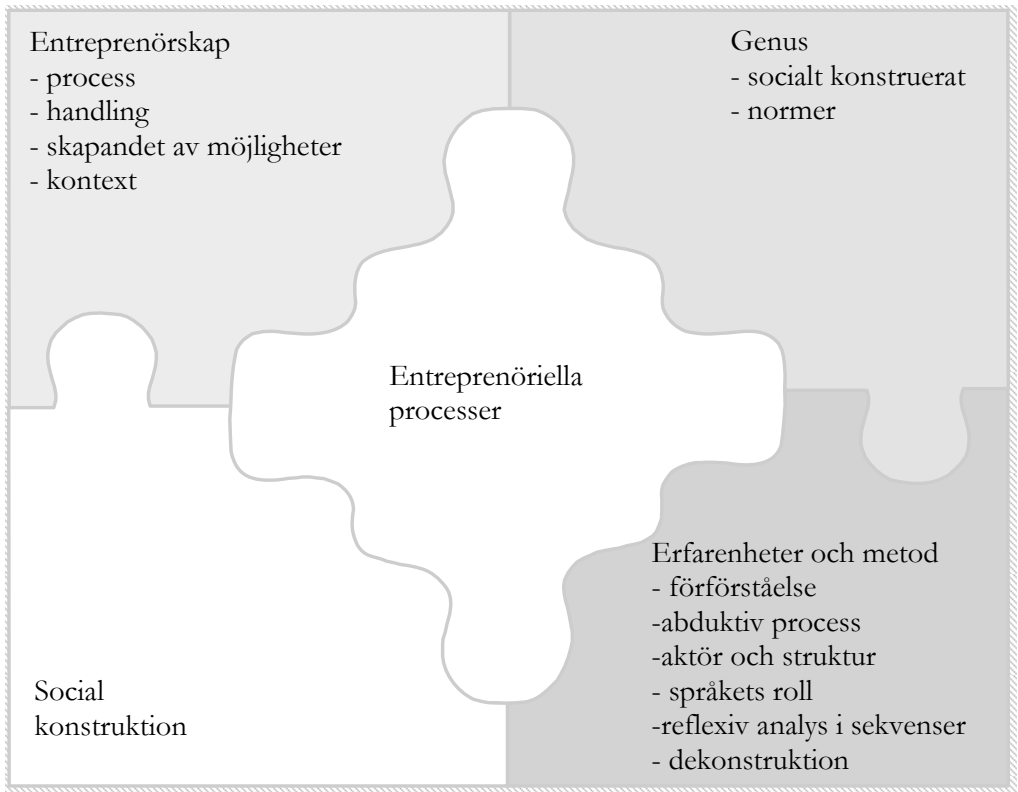 Entreprenörskap
- process
- handling
- skapandet av möjligheter
- kontext
Genus
- socialt konstruerat
- normer
Entreprenöriella
processer
Social
konstruktion
Erfarenheter och metod
- förförståelse
-abduktiv process
-aktör och struktur
- språkets roll
-reflexiv analys i sekvenser
- dekonstruktion